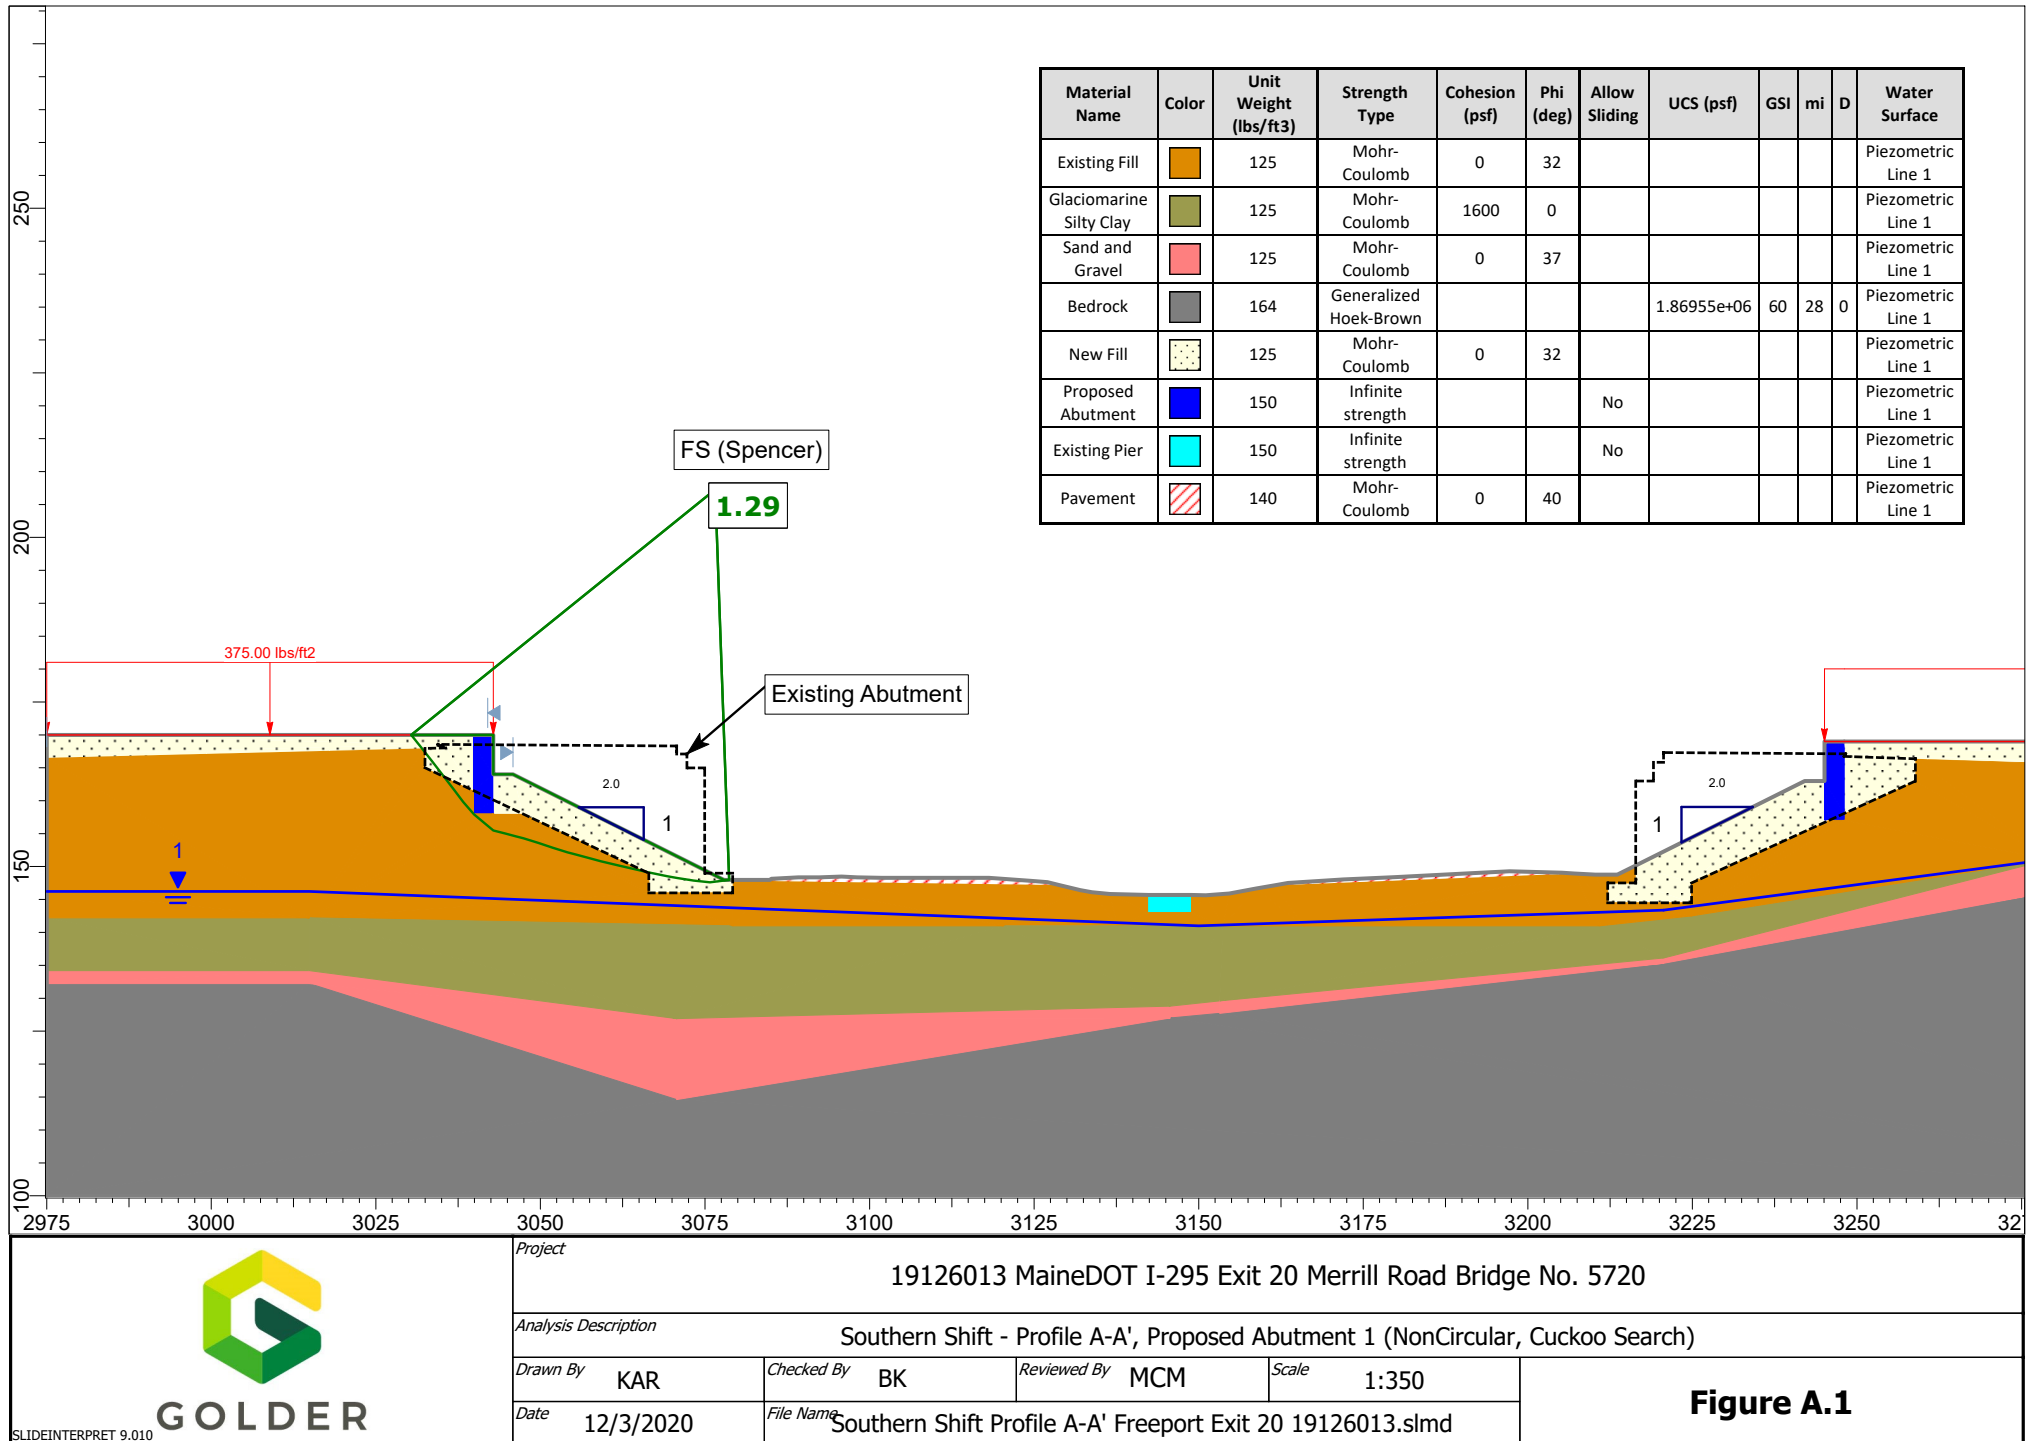 Material Name Color Unit Weight (lbs/ft3) Strength Type Cohesion (psf) Phi (deg) Allow Sliding UCS (psf) GSI mi D Water Surface
Existing Fill 125 Mohr-Coulomb 0 32 Piezometric Line 1
Glaciomarine Silty Clay 125 Mohr-Coulomb 1600 0 Piezometric Line 1
Sand and Gravel 125 Mohr-Coulomb 0 37 Piezometric Line 1
Bedrock 164 Generalized Hoek-Brown 1.86955e+06 60 28 0 Piezometric Line 1
New Fill 125 Mohr-Coulomb 0 32 Piezometric Line 1
Proposed Abutment 150 Infinite strength No Piezometric Line 1
Existing Pier 150 Infinite strength No Piezometric Line 1
Pavement 140 Mohr-Coulomb 0 40 Piezometric Line 1
250
200
150
100
FS (Spencer)
1.29
375.00 lbs/ft2
Existing Abutment
2.0
1
2.0
1
1
2975 3000 3025 3050 3075 3100 3125 3150 3175 3200 3225 3250
GOLDER
SLIDEINTERPRET 9.010
Project
19126013 MaineDOT I-295 Exit 20 Merrill Road Bridge No. 5720
Analysis Description
Southern Shift - Profile A-A', Proposed Abutment 1 (NonCircular, Cuckoo Search)
Drawn By KAR
Checked By BK
Reviewed By MCM
Scale 1:350
Date 12/3/2020
File Name Southern Shift Profile A-A' Freeport Exit 20 19126013.slmd
Figure A.1